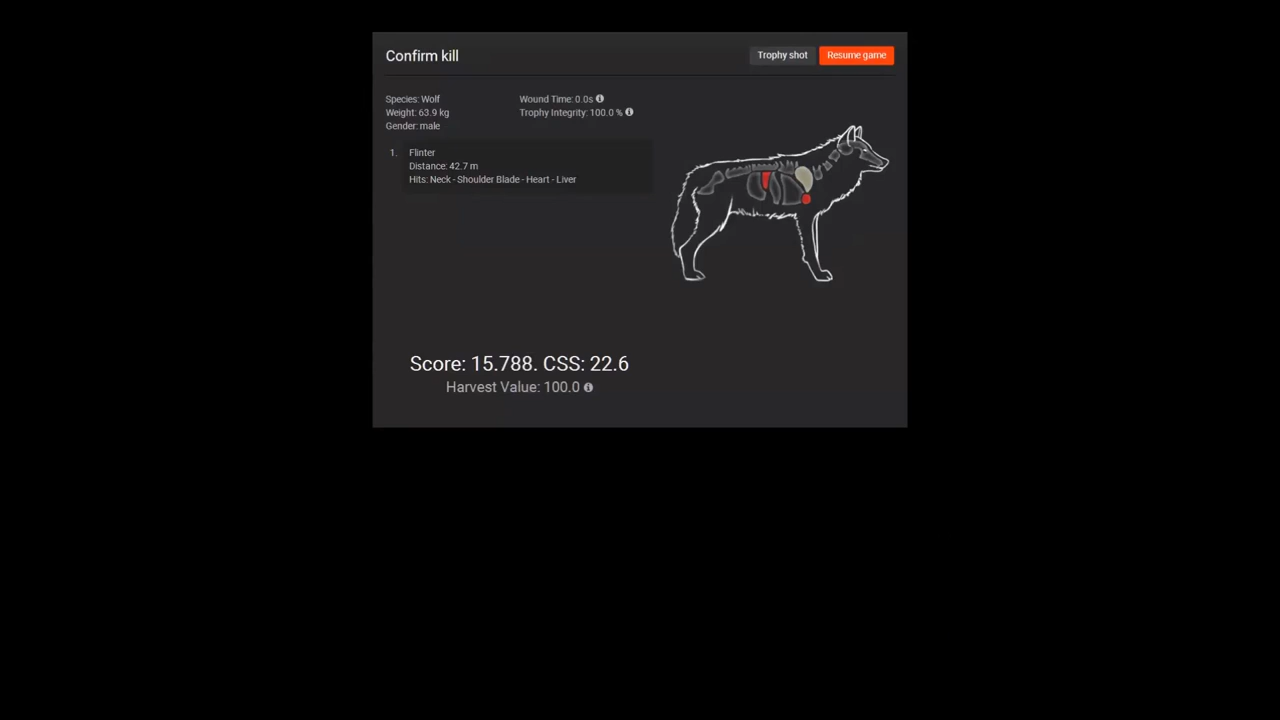 Confirm kill
Trophy shot
Resume game
Species: Wolf
Weight: 63.9 kg
Gender: male
Wound Time: 0.0s
Trophy Integrity: 100.0 %
1.
Flinter
Distance: 42.7 m
Hits: Neck - Shoulder Blade - Heart - Liver
Score: 15.788. CSS: 22.6
Harvest Value: 100.0